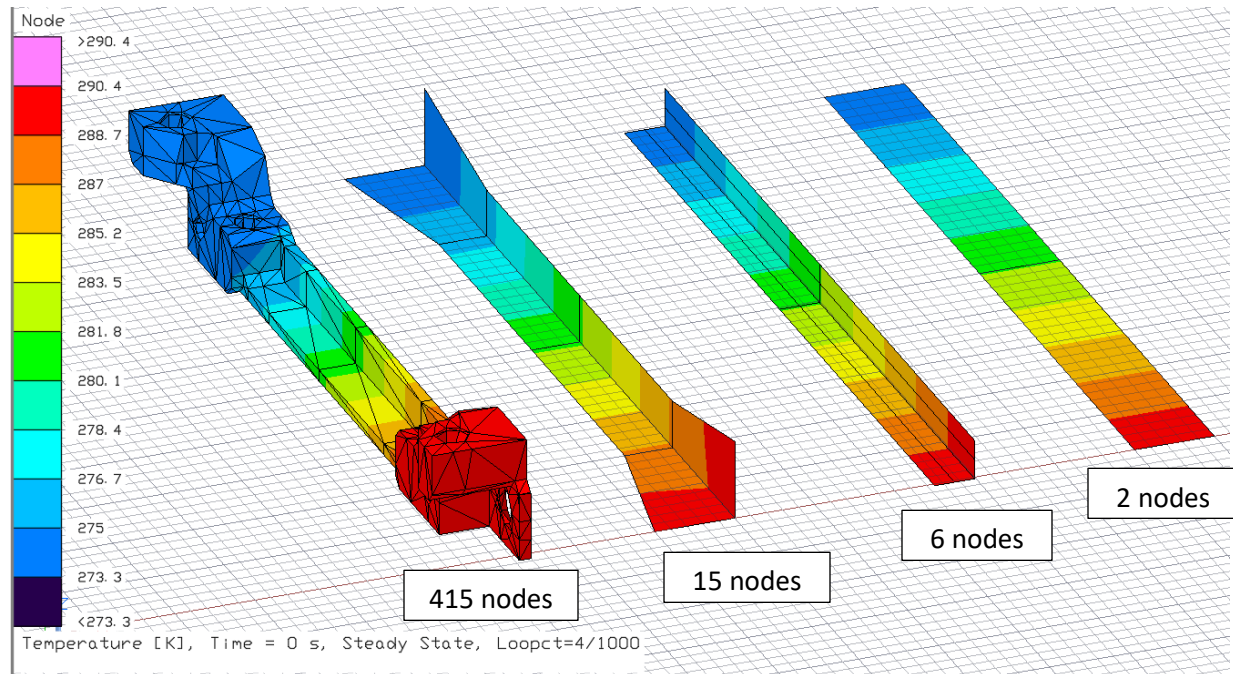 Node
>290.4
290.4
288.7
287
285.2
283.5
281.8
280.1
278.4
276.7
275
273.3
<273.3
415 nodes
15 nodes
6 nodes
2 nodes
Temperature [K], Time = 0 s, Steady State, Loopct=4/1000